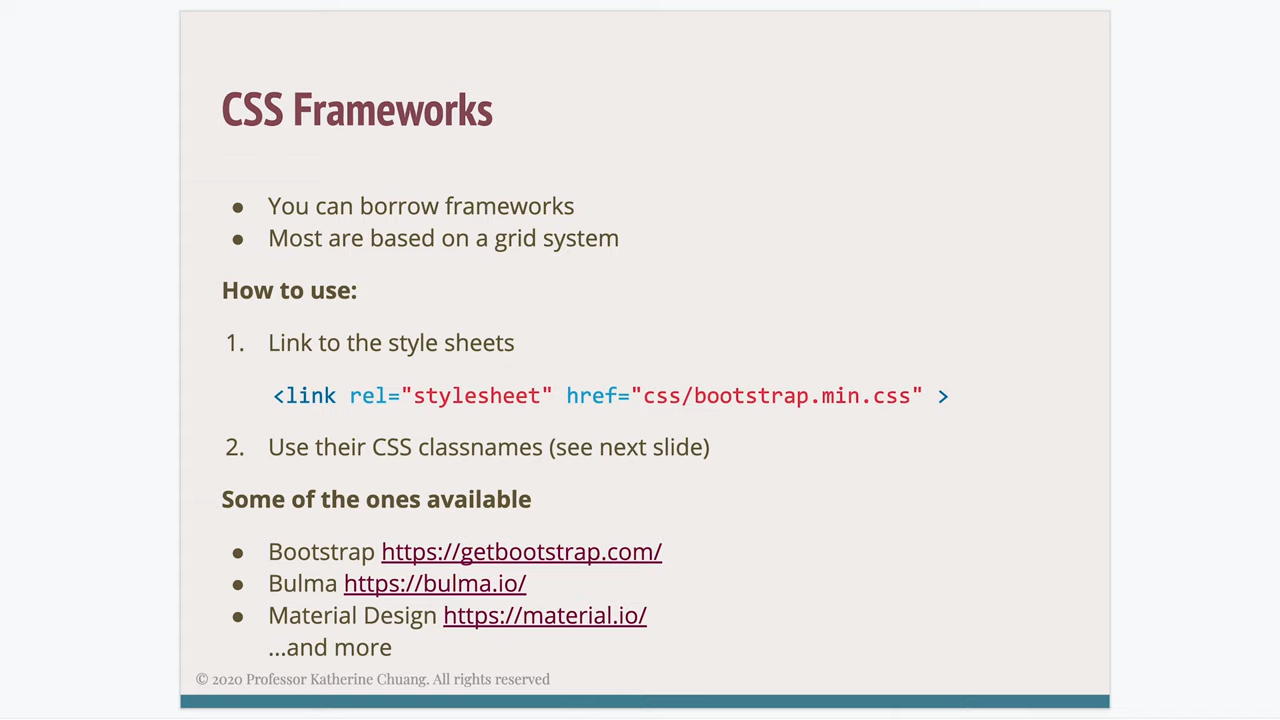 CSS Frameworks
● You can borrow frameworks
● Most are based on a grid system
How to use:
1. Link to the style sheets
<link rel="stylesheet" href="css/bootstrap.min.css" >
2. Use their CSS classnames (see next slide)
Some of the ones available
● Bootstrap https://getbootstrap.com/
● Bulma https://bulma.io/
● Material Design https://material.io/
...and more
© 2020 Professor Katherine Chuang. All rights reserved